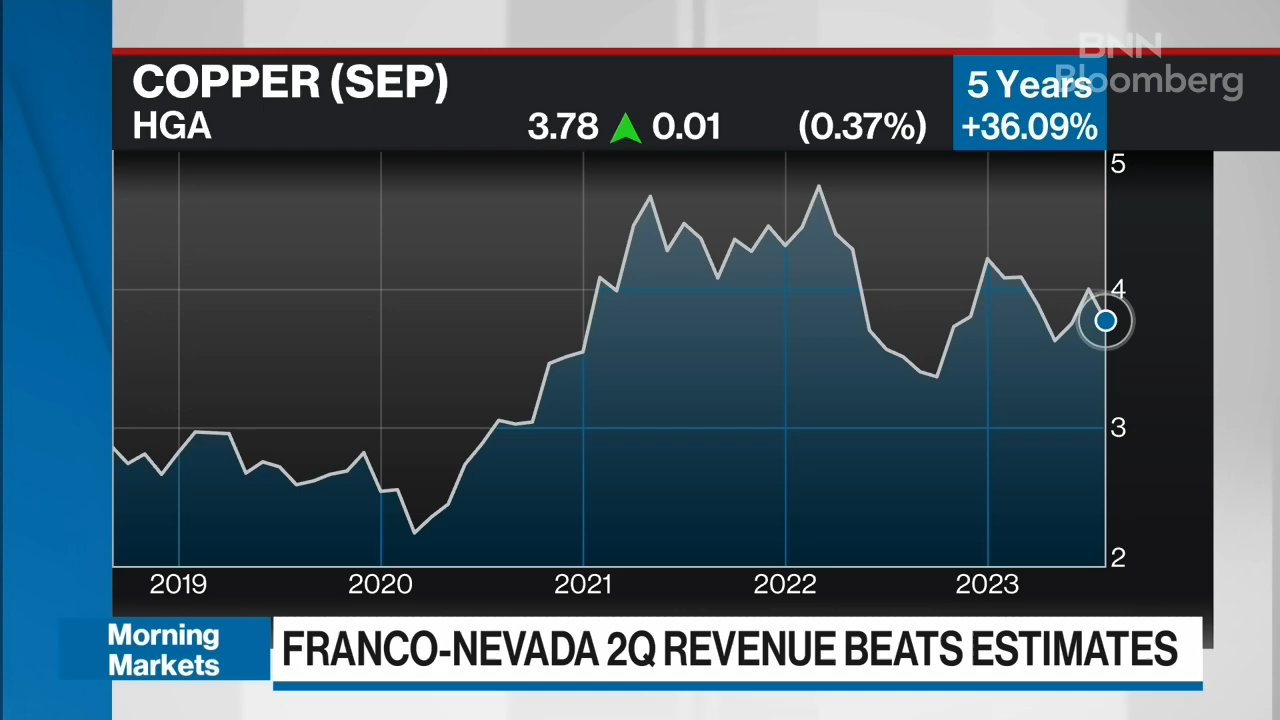 BNN
Bloomberg
COPPER (SEP)
HGA
3.78 ▲ 0.01 (0.37%)
5 Years
+36.09%
5
4
3
2
2019 2020 2021 2022 2023
Morning
Markets
FRANCO-NEVADA 2Q REVENUE BEATS ESTIMATES